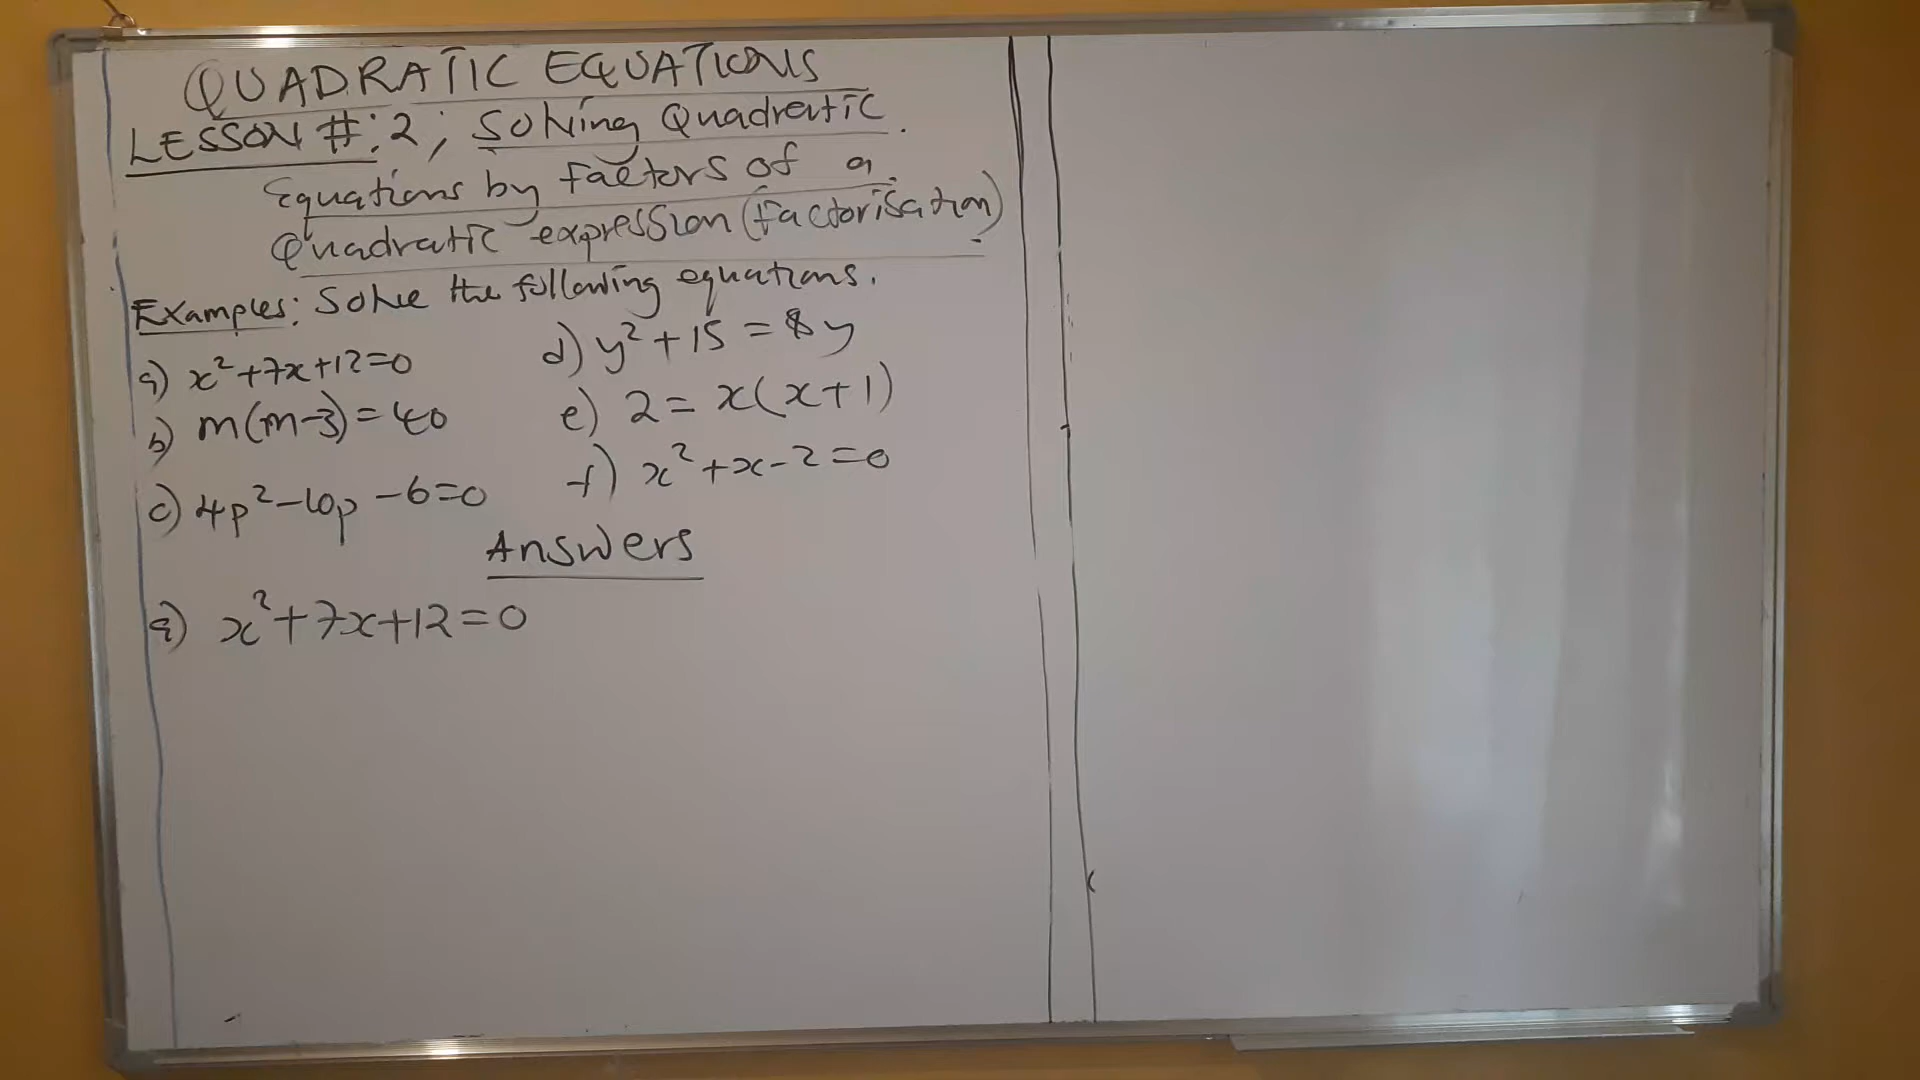 QUADRATIC EQUATIONS
LESSON #:2; Solving Quadratic
Equations by factors of a
Quadratic expression (factorisation)
Examples: Solve the following equations.
a) x²+7x+12=0
b) m(m-3)=40
c) 4p²-10p-6=0
d) y²+15=8y
e) 2=x(x+1)
f) x²+x-2=0
Answers
a) x²+7x+12=0